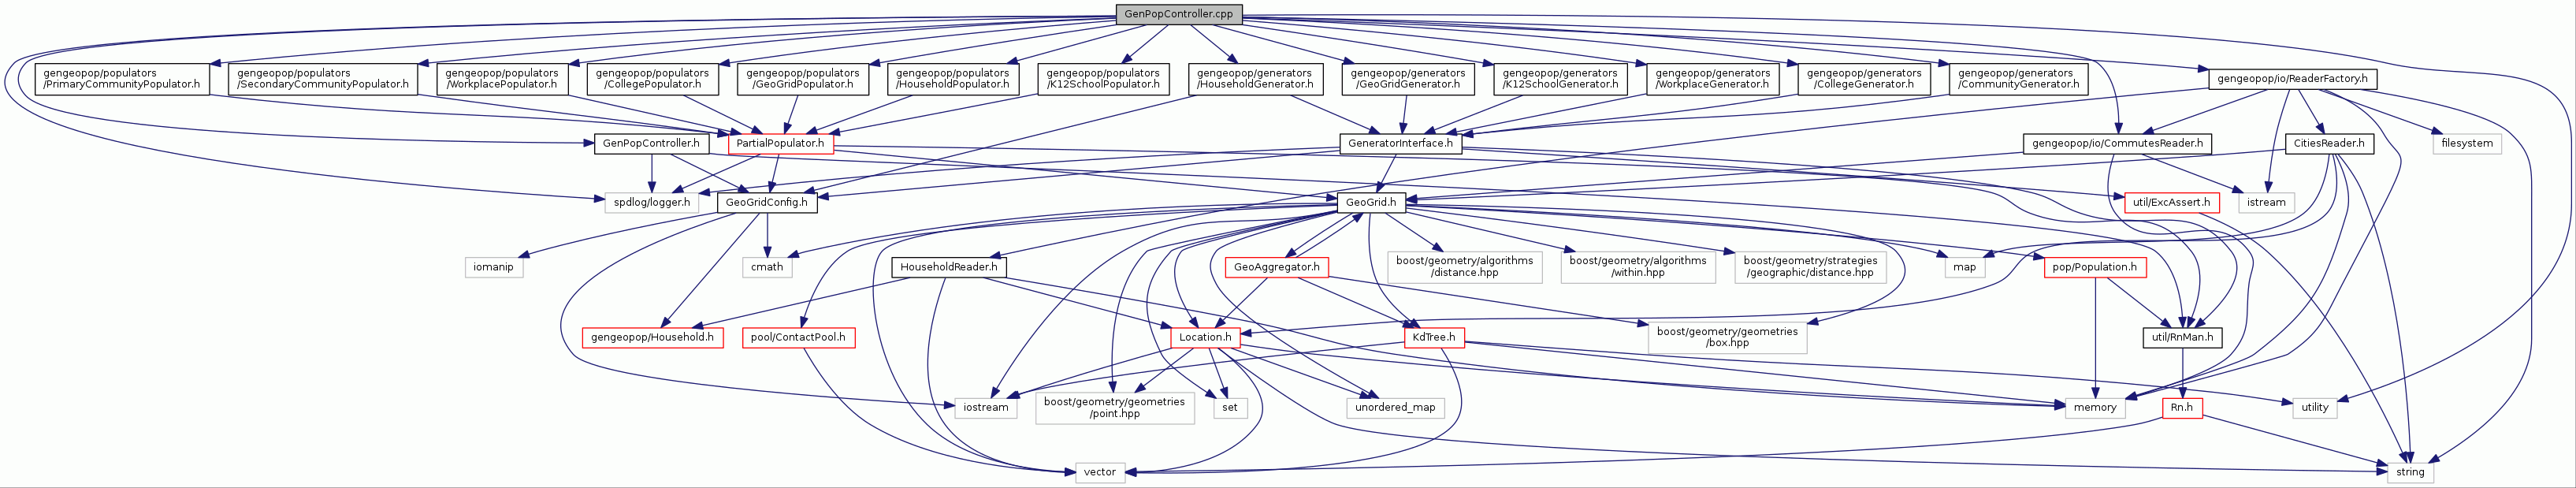 GenPopController.cpp
gengeopop/populators
/PrimaryCommunityPopulator.h
gengeopop/populators
/SecondaryCommunityPopulator.h
gengeopop/populators
/WorkplacePopulator.h
gengeopop/populators
/CollegePopulator.h
gengeopop/populators
/GeoGridPopulator.h
gengeopop/populators
/HouseholdPopulator.h
gengeopop/populators
/K12SchoolPopulator.h
gengeopop/generators
/HouseholdGenerator.h
gengeopop/generators
/GeoGridGenerator.h
gengeopop/generators
/K12SchoolGenerator.h
gengeopop/generators
/WorkplaceGenerator.h
gengeopop/generators
/CollegeGenerator.h
gengeopop/generators
/CommunityGenerator.h
gengeopop/io/ReaderFactory.h
GenPopController.h
PartialPopulator.h
GeneratorInterface.h
gengeopop/io/CommutesReader.h
CitiesReader.h
filesystem
spdlog/logger.h
GeoGridConfig.h
GeoGrid.h
util/ExcAssert.h
istream
iomanip
cmath
HouseholdReader.h
GeoAggregator.h
boost/geometry/algorithms
/distance.hpp
boost/geometry/algorithms
/within.hpp
boost/geometry/strategies
/geographic/distance.hpp
map
pop/Population.h
gengeopop/Household.h
pool/ContactPool.h
Location.h
KdTree.h
boost/geometry/geometries
/box.hpp
util/RnMan.h
iostream
boost/geometry/geometries
/point.hpp
set
unordered_map
memory
Rn.h
utility
vector
string